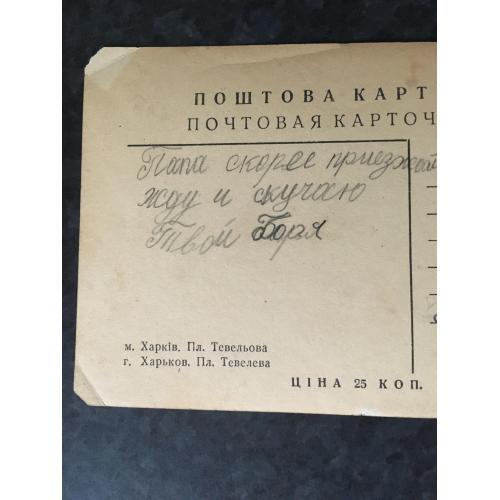 ПОШТОВА КАРТ
ПОЧТОВАЯ КАРТОЧ
Папа скорее приезжай
жду и скучаю
Твой Боря
м. Харків. Пл. Тевельова
г. Харьков. Пл. Тевелева
ЦІНА 25 КОП.